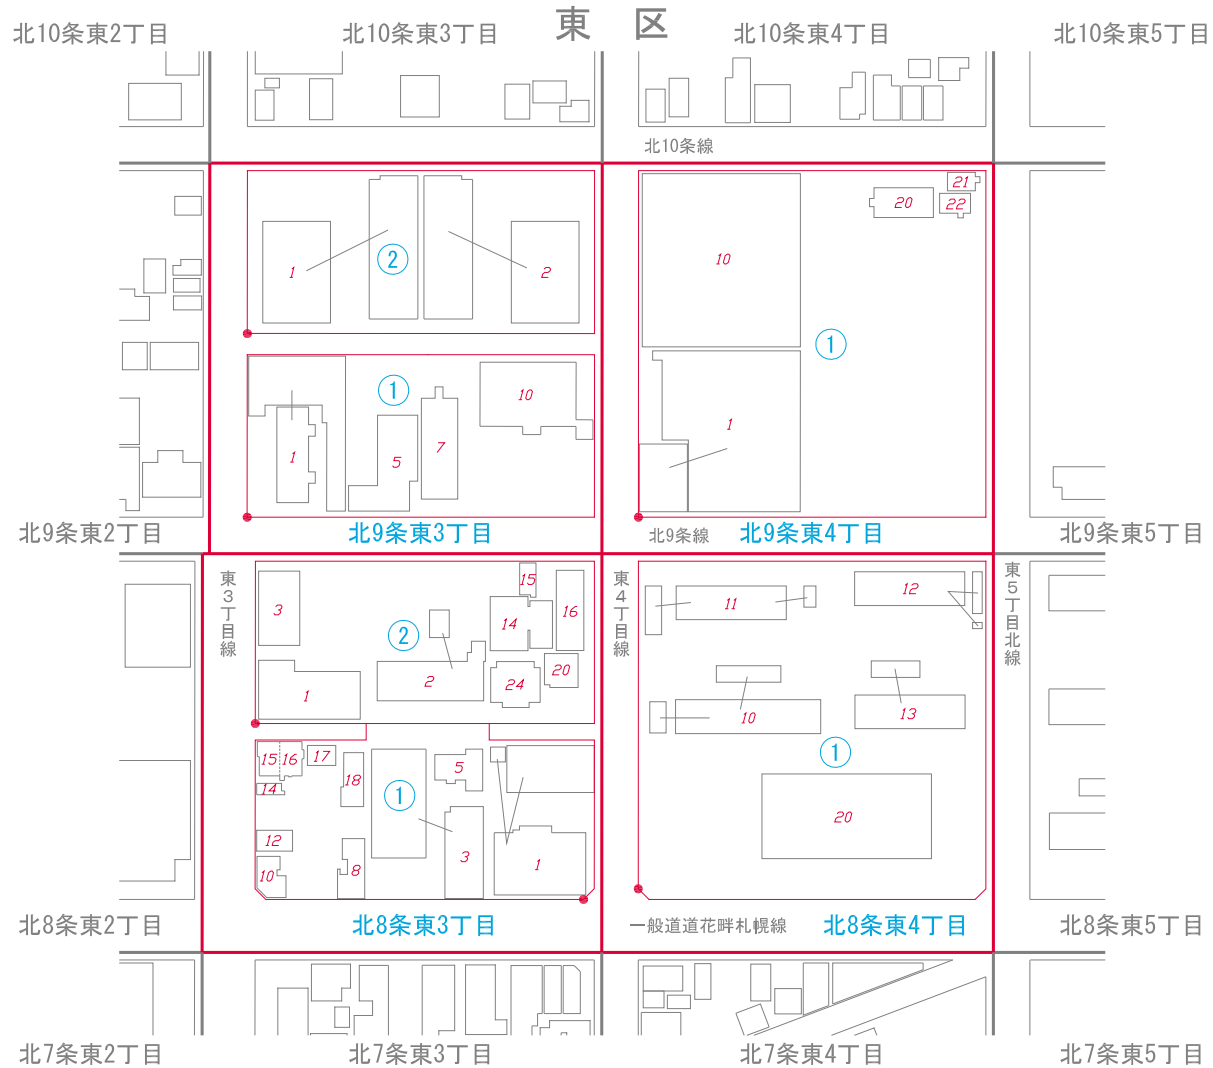 東 区
北10条東2丁目
北10条東3丁目
北10条東4丁目
北10条東5丁目
北10条線
21
20
22
1
②
2
10
①
①
10
1
5
7
1
北9条東2丁目
北9条東3丁目
北9条線
北9条東4丁目
北9条東5丁目
東3丁目線
東4丁目線
東5丁目北線
3
15
16
14
②
20
2
24
1
11
12
10
13
①
20
15
16
17
14
18
5
①
12
3
1
8
10
北8条東2丁目
北8条東3丁目
一般道道花畔札幌線
北8条東4丁目
北8条東5丁目
北7条東2丁目
北7条東3丁目
北7条東4丁目
北7条東5丁目